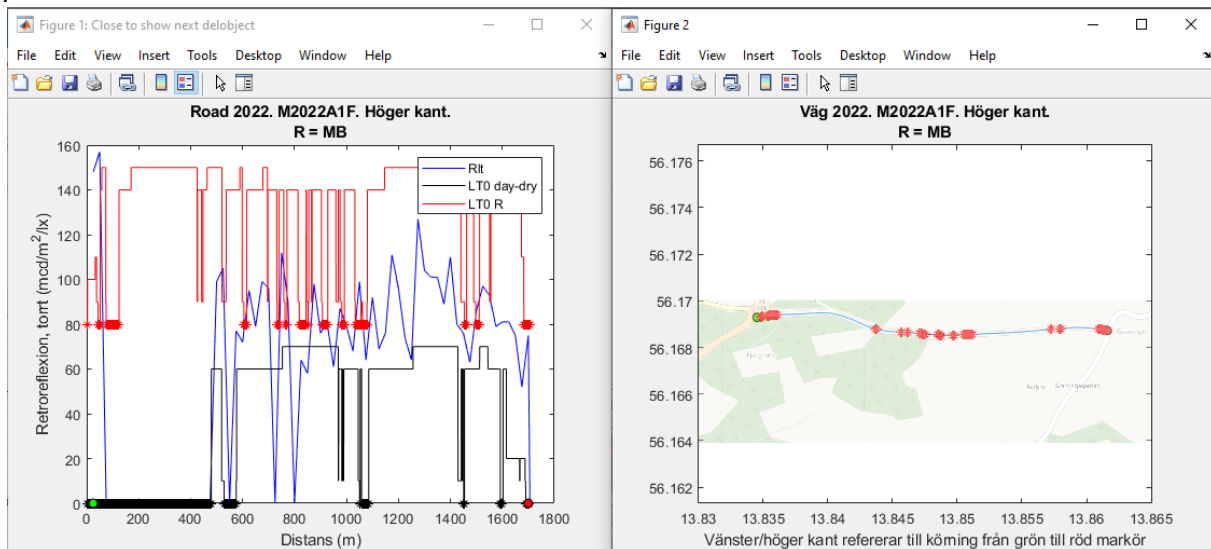 Figure 1: Close to show next delobject
File Edit View Insert Tools Desktop Window Help
Road 2022. M2022A1F. Höger kant.
R = MB
Retroreflexion, torrt (mcd/m²/lx)
160
140
120
100
80
60
40
20
0
Rlt
LT0 day-dry
LT0 R
0 200 400 600 800 1000 1200 1400 1600 1800
Distans (m)
Figure 2
File Edit View Insert Tools Desktop Window Help
Väg 2022. M2022A1F. Höger kant.
R = MB
56.176
56.174
56.172
56.17
56.168
56.166
56.164
56.162
13.83 13.835 13.84 13.845 13.85 13.855 13.86 13.865
Vänster/höger kant refererar till körning från grön till röd markör